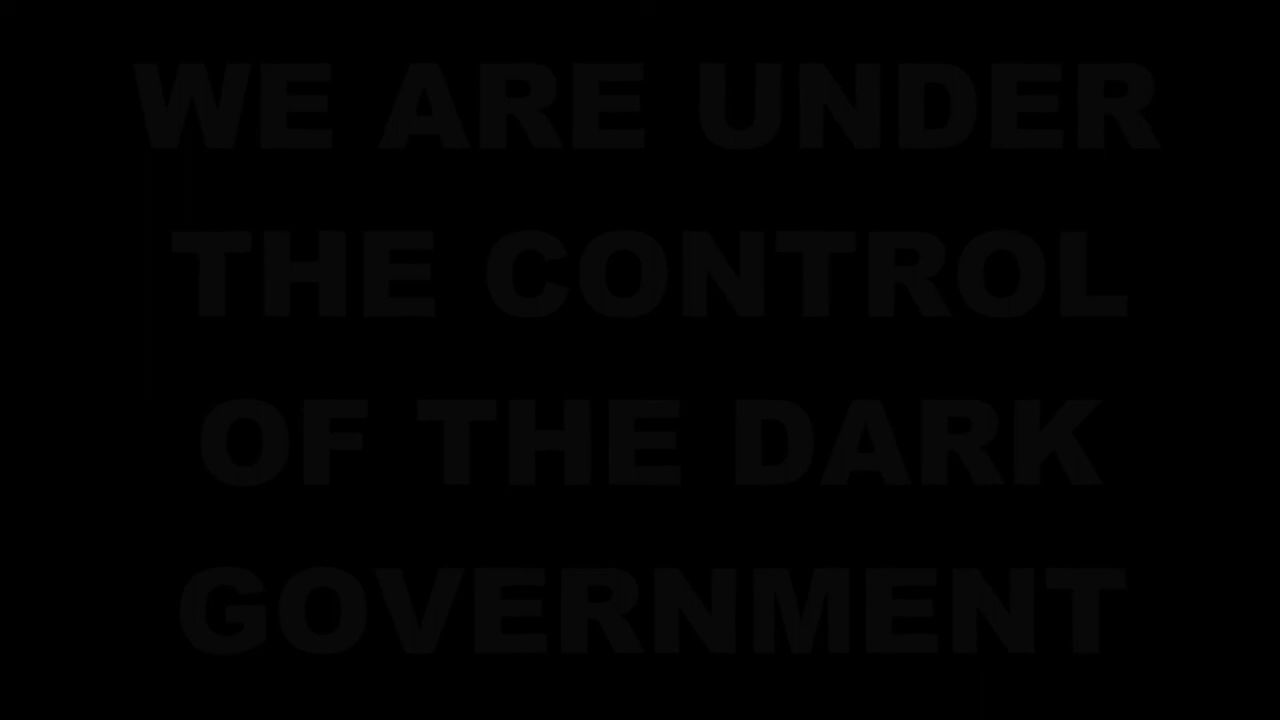 WE ARE UNDER
THE CONTROL
OF THE DARK
GOVERNMENT